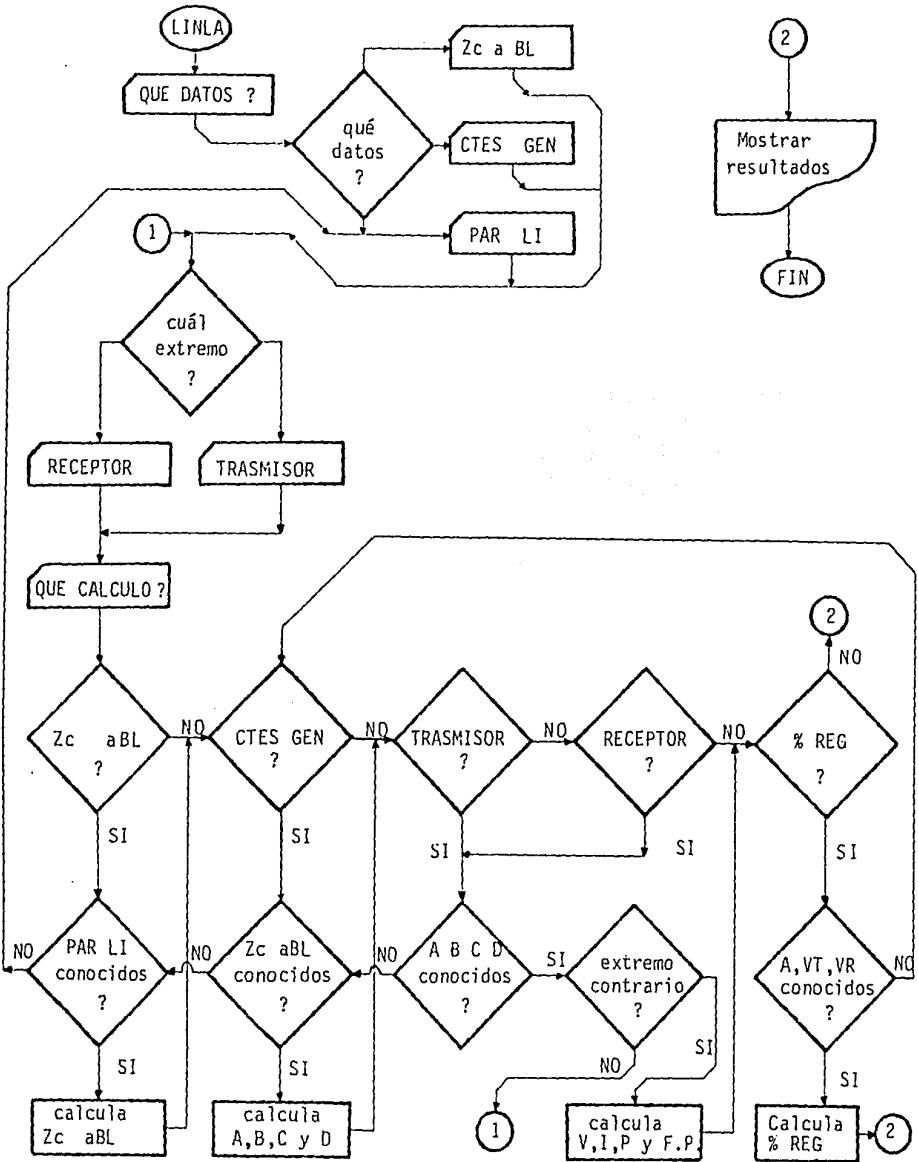 LINLA
QUE DATOS ?
qué
datos
?
Zc a BL
CTES GEN
PAR LI
2
Mostrar
resultados
FIN
1
cuál
extremo
?
RECEPTOR
TRASMISOR
QUE CALCULO?
2
NO
Zc aBL
?
NO
CTES GEN
?
NO
TRASMISOR
?
NO
RECEPTOR
?
NO
% REG
?
SI
SI
SI
SI
SI
NO
PAR LI
conocidos
?
NO
Zc aBL
conocidos
?
NO
A B C D
conocidos
?
SI
extremo
contrario
?
A,VT,VR
conocidos
?
NO
SI
SI
NO
SI
SI
calcula
Zc aBL
calcula
A,B,C y D
1
calcula
V,I,P y F.P.
Calcula
% REG
2